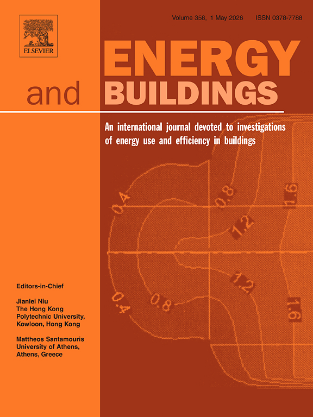 Volume 356, 1 May 2026 ISSN 0378-7788
ELSEVIER
ENERGY
and BUILDINGS
An international journal devoted to investigations
of energy use and efficiency in buildings
0.4
0.8
1.6
1.2
0.4
0.8
1.2
1.6
Editors-in-Chief
Jianlei Niu
The Hong Kong
Polytechnic University,
Kowloon, Hong Kong
Mattheos Santamouris
University of Athens,
Athens, Greece